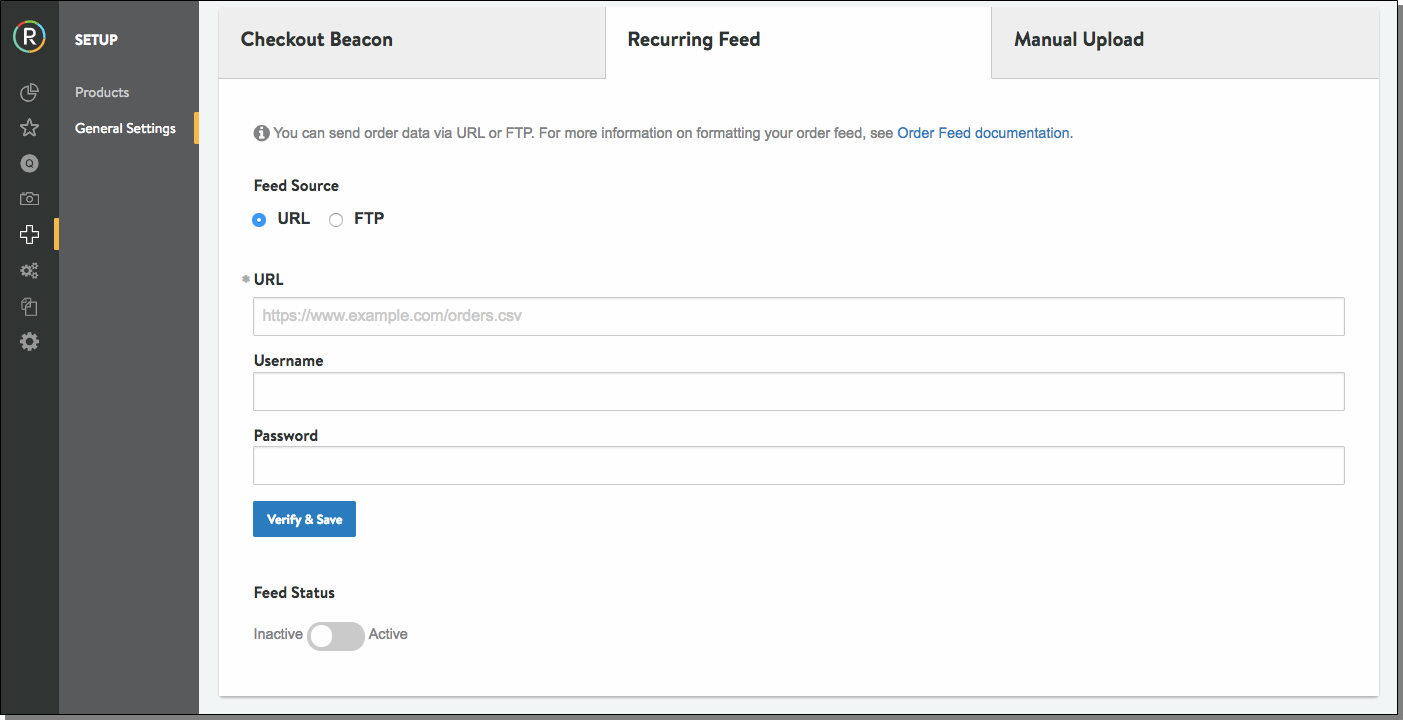 R
SETUP
Products
General Settings
Q
Checkout Beacon
Recurring Feed
Manual Upload
You can send order data via URL or FTP. For more information on formatting your order feed, see Order Feed documentation.
Feed Source
URL
FTP
* URL
https://www.example.com/orders.csv
Username
Password
Verify & Save
Feed Status
Inactive
Active